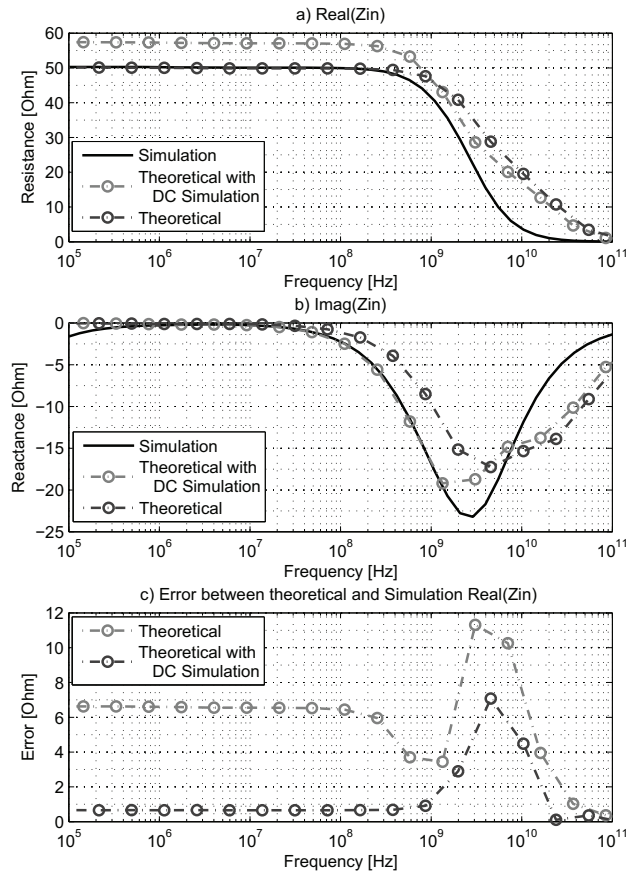 a) Real(Zin)
60
50
40
30
20
10
0
Resistance [Ohm]
Simulation
Theoretical with
DC Simulation
Theoretical
10^5
10^6
10^7
10^8
10^9
10^10
10^11
Frequency [Hz]
b) Imag(Zin)
0
−5
−10
−15
−20
−25
Reactance [Ohm]
Simulation
Theoretical with
DC Simulation
Theoretical
10^5
10^6
10^7
10^8
10^9
10^10
10^11
Frequency [Hz]
c) Error between theoretical and Simulation Real(Zin)
12
10
8
6
4
2
0
Error [Ohm]
Theoretical
Theoretical with
DC Simulation
10^5
10^6
10^7
10^8
10^9
10^10
10^11
Frequency [Hz]